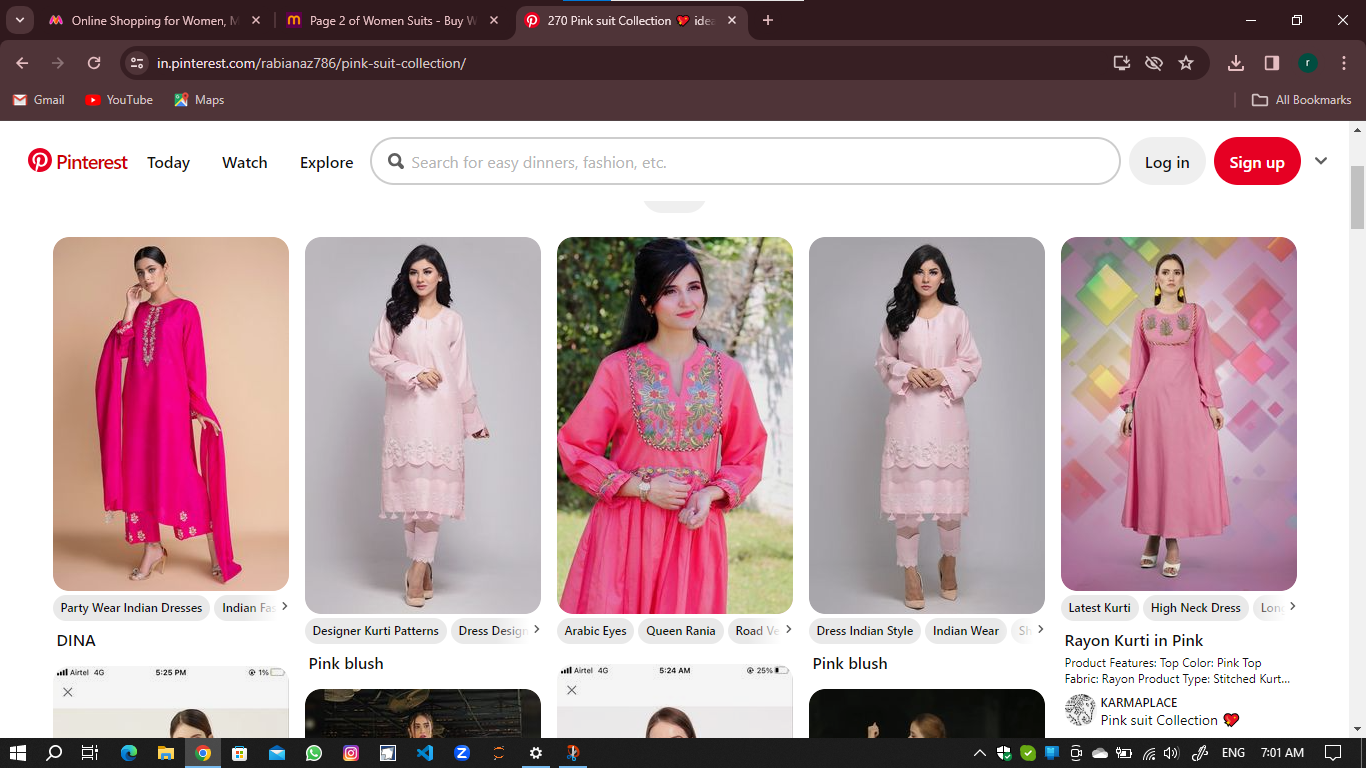 Online Shopping for Women, M
Page 2 of Women Suits - Buy W
270 Pink suit Collection 💖 idea
in.pinterest.com/rabianaz786/pink-suit-collection/
r
Gmail
YouTube
Maps
All Bookmarks
Pinterest
Today
Watch
Explore
Search for easy dinners, fashion, etc.
Log in
Sign up
Party Wear Indian Dresses
Indian Fas
DINA
Designer Kurti Patterns
Dress Design
Pink blush
Arabic Eyes
Queen Rania
Road Ve
Dress Indian Style
Indian Wear
Sh
Pink blush
Latest Kurti
High Neck Dress
Long
Rayon Kurti in Pink
Product Features: Top Color: Pink Top
Fabric: Rayon Product Type: Stitched Kurt...
KARMAPLACE
Pink suit Collection 💖
Airtel 4G
5:25 PM
1%
Airtel 4G
5:24 AM
25%
ENG
7:01 AM